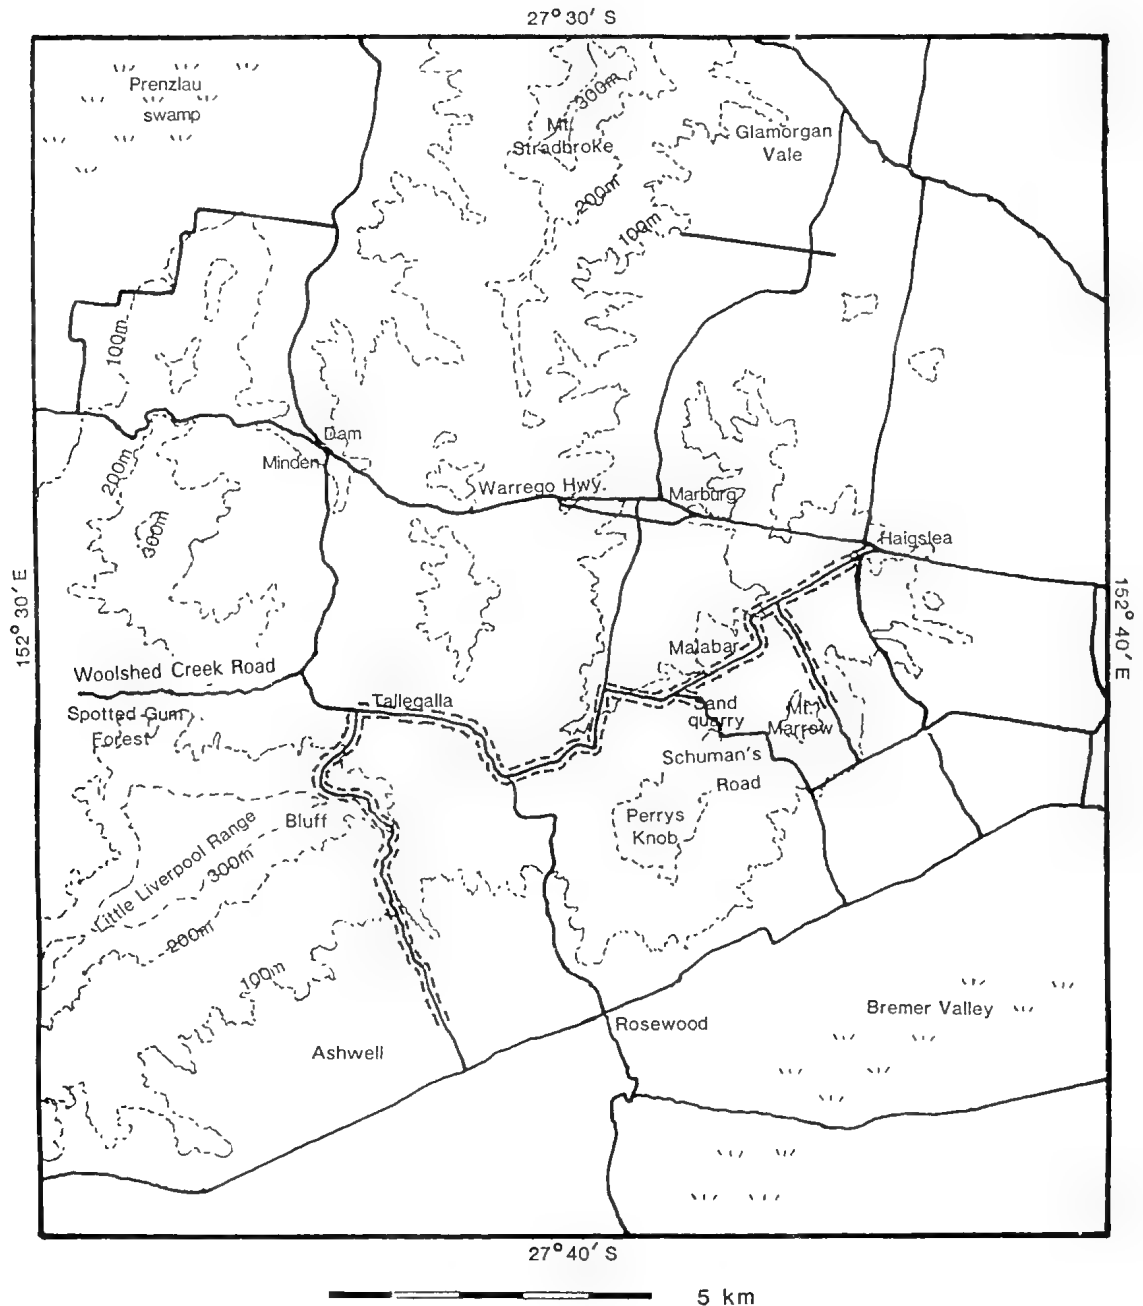 27° 30′ S
Prenzlau
swamp
300m
Mt.
Stradbroke
Glamorgan
Vale
200m
100m
100m
Dam
Minden
200m
300m
Warrego Hwy.
Marburg
Haigslea
152° 30′ E
152° 40′ E
Malabar
Woolshed Creek Road
Tallegalla
Spotted Gum
Forest
Sand
quarry
Mt.
Marrow
Schuman's
Road
Bluff
Perrys
Knob
Little Liverpool Range
300m
200m
100m
Bremer Valley
Rosewood
Ashwell
27° 40′ S
5 km